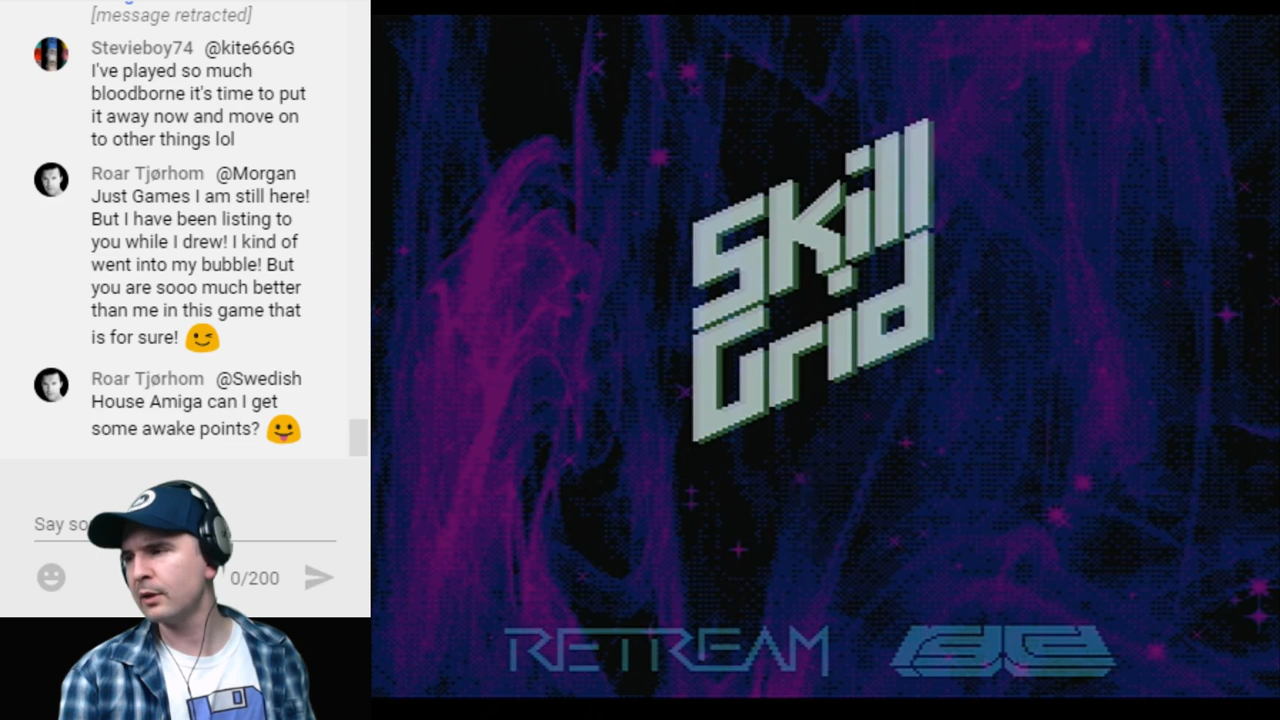 [message retracted]
Stevieboy74 @kite666G
I've played so much
bloodborne it's time to put
it away now and move on
to other things lol
Roar Tjørhom @Morgan
Just Games I am still here!
But I have been listing to
you while I drew! I kind of
went into my bubble! But
you are sooo much better
than me in this game that
is for sure!
Roar Tjørhom @Swedish
House Amiga can I get
some awake points?
Say so
0/200
Skill
Grid
RETREAM